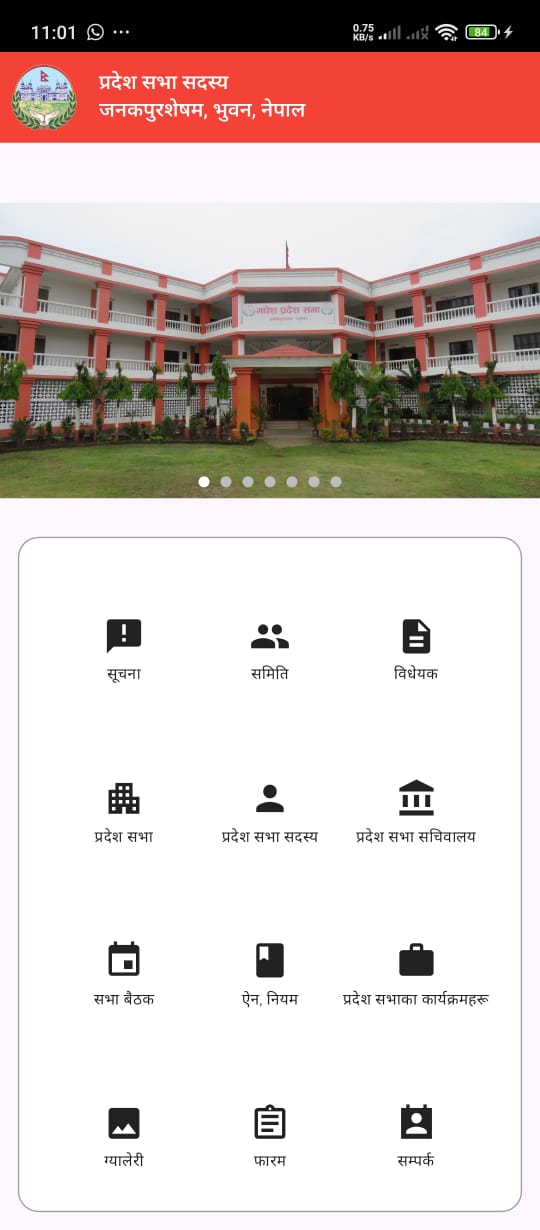 11:01
0.75
KB/s
84
प्रदेश सभा सदस्य
जनकपुरशेषम, भुवन, नेपाल
मधेश प्रदेश सभा
सूचना
समिति
विधेयक
प्रदेश सभा
प्रदेश सभा सदस्य
प्रदेश सभा सचिवालय
सभा बैठक
ऐन, नियम
प्रदेश सभाका कार्यक्रमहरू
ग्यालेरी
फारम
सम्पर्क